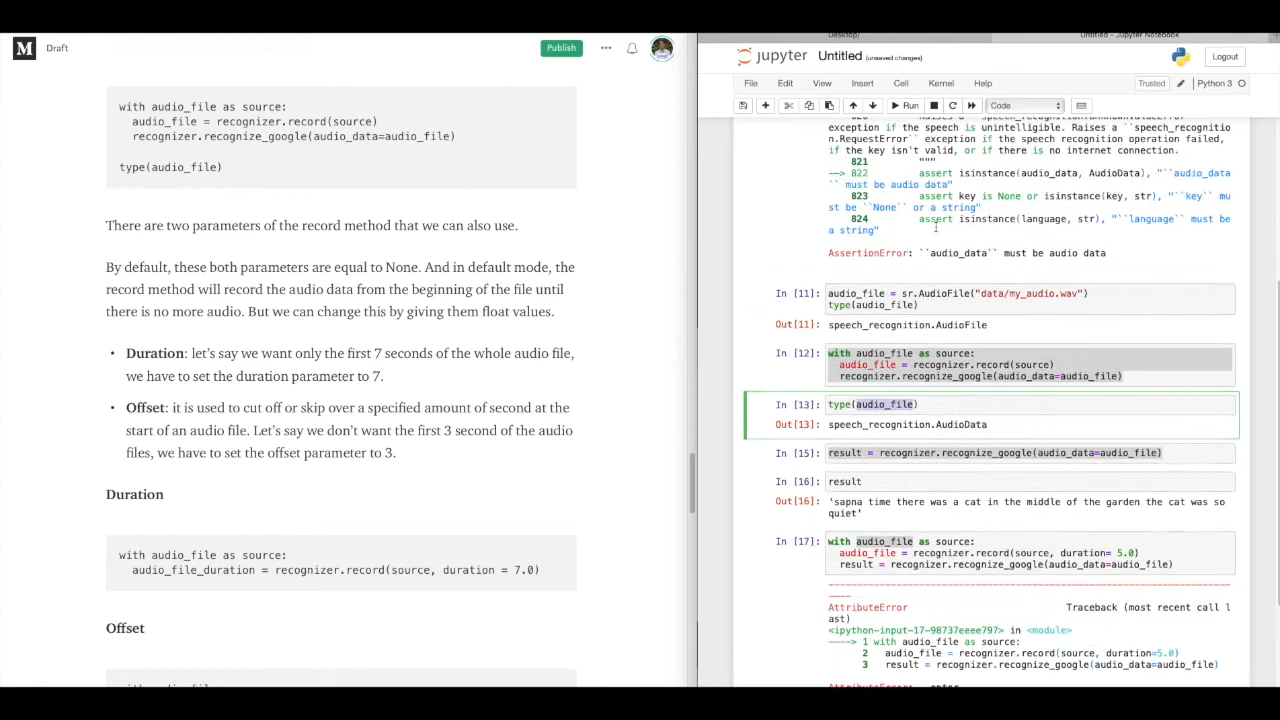 Desktop/
Untitled - Jupyter Notebook
M
Draft
Publish
with audio_file as source:
audio_file = recognizer.record(source)
recognizer.recognize_google(audio_data=audio_file)
type(audio_file)
There are two parameters of the record method that we can also use.
By default, these both parameters are equal to None. And in default mode, the
record method will record the audio data from the beginning of the file until
there is no more audio. But we can change this by giving them float values.
• Duration: let’s say we want only the first 7 seconds of the whole audio file,
we have to set the duration parameter to 7.
• Offset: it is used to cut off or skip over a specified amount of second at the
start of an audio file. Let’s say we don’t want the first 3 second of the audio
files, we have to set the offset parameter to 3.
Duration
with audio_file as source:
audio_file_duration = recognizer.record(source, duration = 7.0)
Offset
jupyter Untitled (unsaved changes)
Logout
File Edit View Insert Cell Kernel Help
Trusted
Python 3
Run
Code
exception if the speech is unintelligible. Raises a ``speech_recognitio
n.RequestError`` exception if the speech recognition operation failed,
if the key isn't valid, or if there is no internet connection.
821 """
--> 822 assert isinstance(audio_data, AudioData), "``audio_data
`` must be audio data"
823 assert key is None or isinstance(key, str), "``key`` mu
st be ``None`` or a string"
824 assert isinstance(language, str), "``language`` must be
a string"
AssertionError: ``audio_data`` must be audio data
In [11]: audio_file = sr.AudioFile("data/my_audio.wav")
type(audio_file)
Out[11]: speech_recognition.AudioFile
In [12]: with audio_file as source:
audio_file = recognizer.record(source)
recognizer.recognize_google(audio_data=audio_file)
In [13]: type(audio_file)
Out[13]: speech_recognition.AudioData
In [15]: result = recognizer.recognize_google(audio_data=audio_file)
In [16]: result
Out[16]: 'sapna time there was a cat in the middle of the garden the cat was so
quiet'
In [17]: with audio_file as source:
audio_file = recognizer.record(source, duration= 5.0)
result = recognizer.recognize_google(audio_data=audio_file)
AttributeError Traceback (most recent call l
ast)
<ipython-input-17-98737eeee797> in <module>
----> 1 with audio_file as source:
2 audio_file = recognizer.record(source, duration=5.0)
3 result = recognizer.recognize_google(audio_data=audio_file)